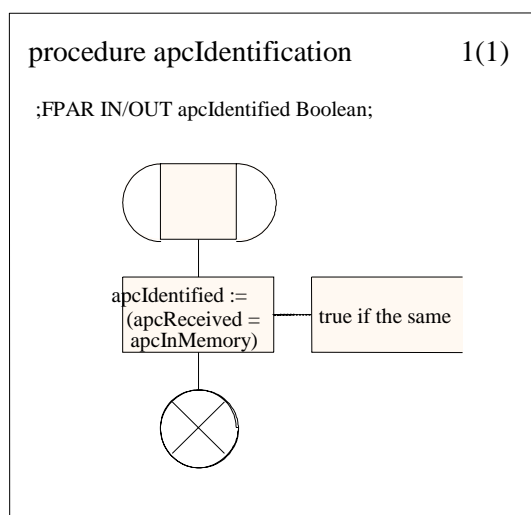 procedure apcIdentification 1(1)
;FPAR IN/OUT apcIdentified Boolean;
apcIdentified :=
(apcReceived =
apcInMemory)
true if the same